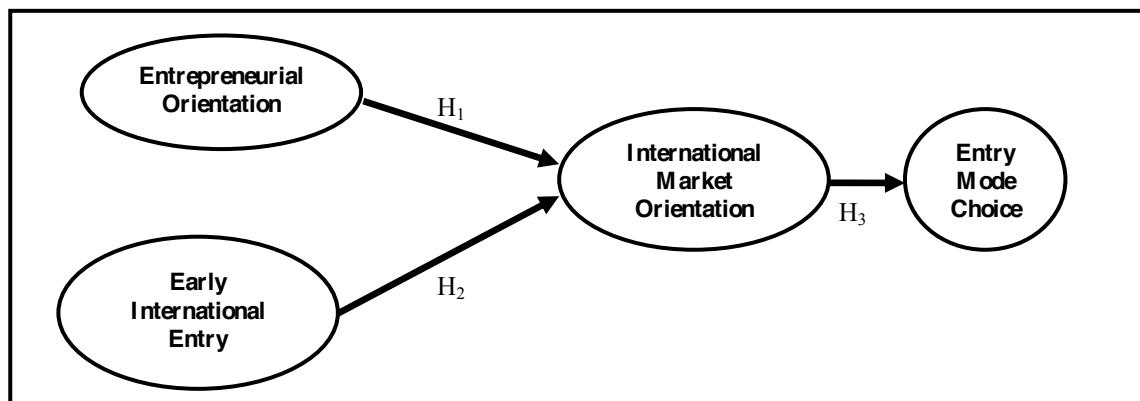 Entrepreneurial
Orientation
H₁
International
Market
Orientation
Entry
Mode
Choice
H₃
Early
International
Entry
H₂